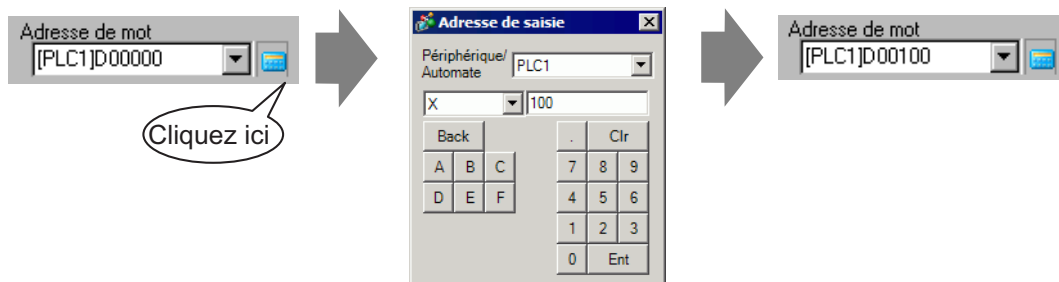 Adresse de mot
[PLC1]D00000
Cliquez ici
Adresse de saisie
Périphérique/
Automate
PLC1
X
100
Back
.
Clr
A
B
C
7
8
9
D
E
F
4
5
6
1
2
3
0
Ent
Adresse de mot
[PLC1]D00100